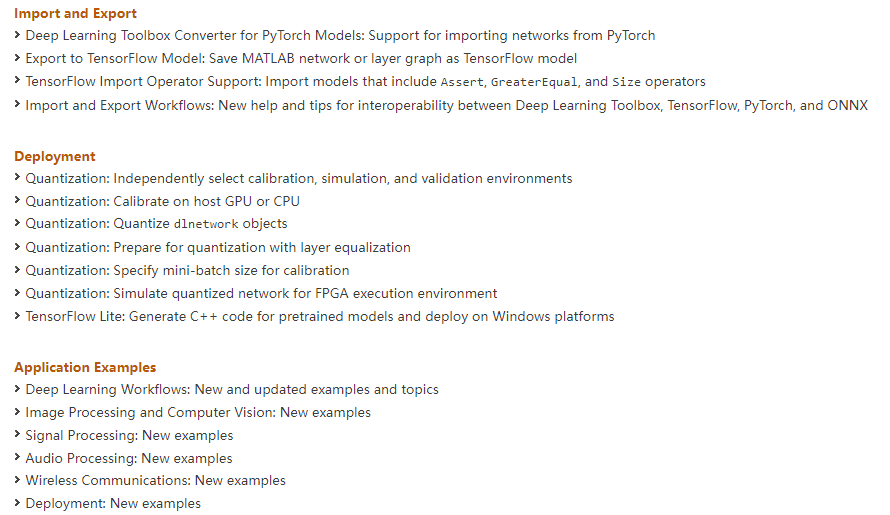 Import and Export
Deep Learning Toolbox Converter for PyTorch Models: Support for importing networks from PyTorch
Export to TensorFlow Model: Save MATLAB network or layer graph as TensorFlow model
TensorFlow Import Operator Support: Import models that include Assert, GreaterEqual, and Size operators
Import and Export Workflows: New help and tips for interoperability between Deep Learning Toolbox, TensorFlow, PyTorch, and ONNX
Deployment
Quantization: Independently select calibration, simulation, and validation environments
Quantization: Calibrate on host GPU or CPU
Quantization: Quantize dlnetwork objects
Quantization: Prepare for quantization with layer equalization
Quantization: Specify mini-batch size for calibration
Quantization: Simulate quantized network for FPGA execution environment
TensorFlow Lite: Generate C++ code for pretrained models and deploy on Windows platforms
Application Examples
Deep Learning Workflows: New and updated examples and topics
Image Processing and Computer Vision: New examples
Signal Processing: New examples
Audio Processing: New examples
Wireless Communications: New examples
Deployment: New examples